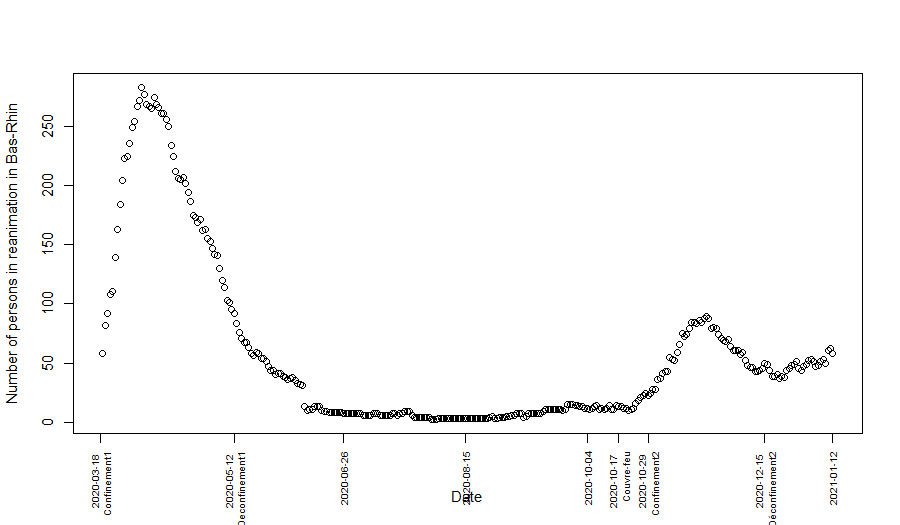 Number of persons in reanimation in Bas-Rhin
250
200
150
100
50
0
2020-03-18
Confinement1
2020-05-12
Déconfinement1
2020-06-26
2020-08-15
2020-10-04
2020-10-17
Couvre-feu
2020-10-29
Confinement2
2020-12-15
Déconfinement2
2021-01-12
Date